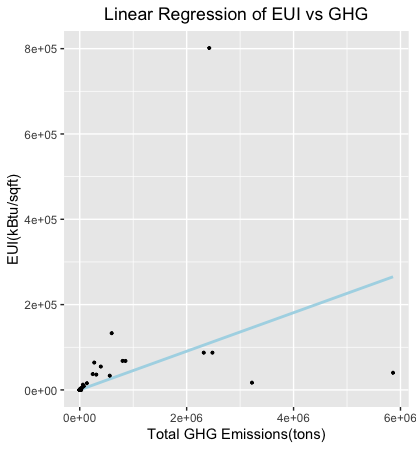 Linear Regression of EUI vs GHG
8e+05
6e+05
4e+05
2e+05
0e+00
EUI(kBtu/sqft)
0e+00 2e+06 4e+06 6e+06
Total GHG Emissions(tons)